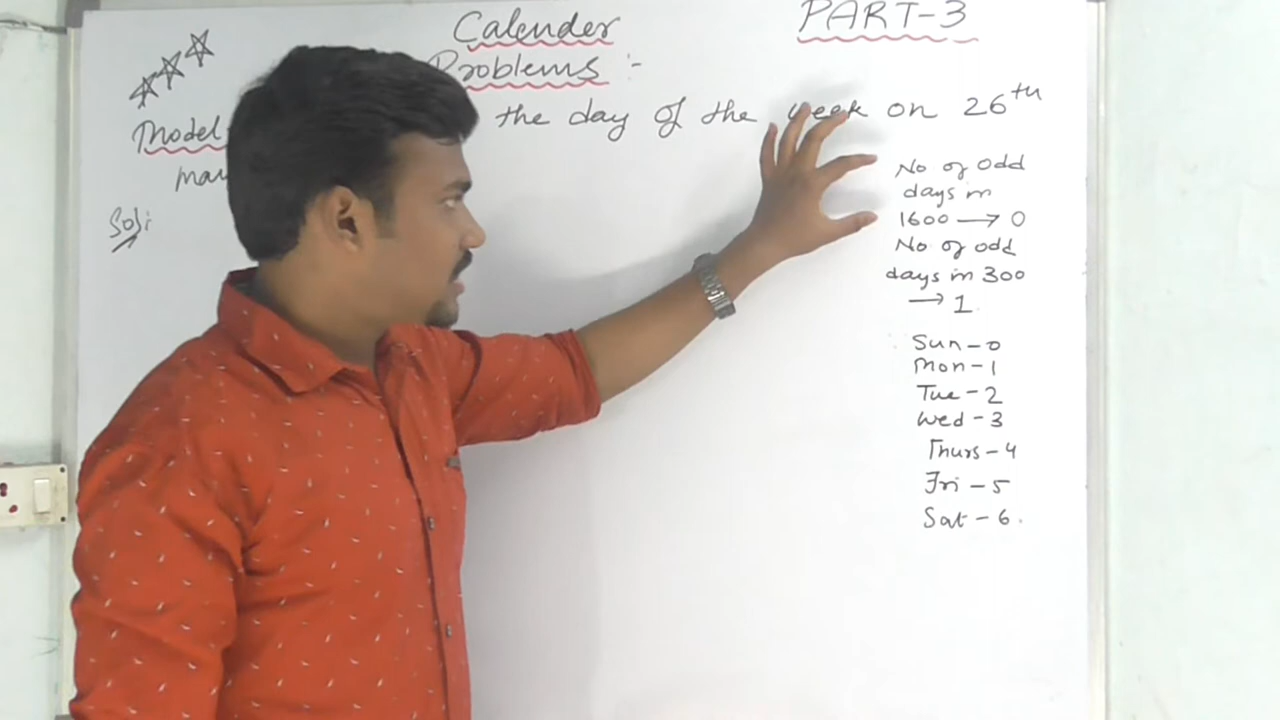 Calender
PART-3
Problems :-
Model
the day of the week on 26th
Sol:
No of odd
days in
1600 → 0
No of odd
days in 300
→ 1
Sun - 0
Mon - 1
Tue - 2
Wed - 3
Thurs - 4
Fri - 5
Sat - 6.